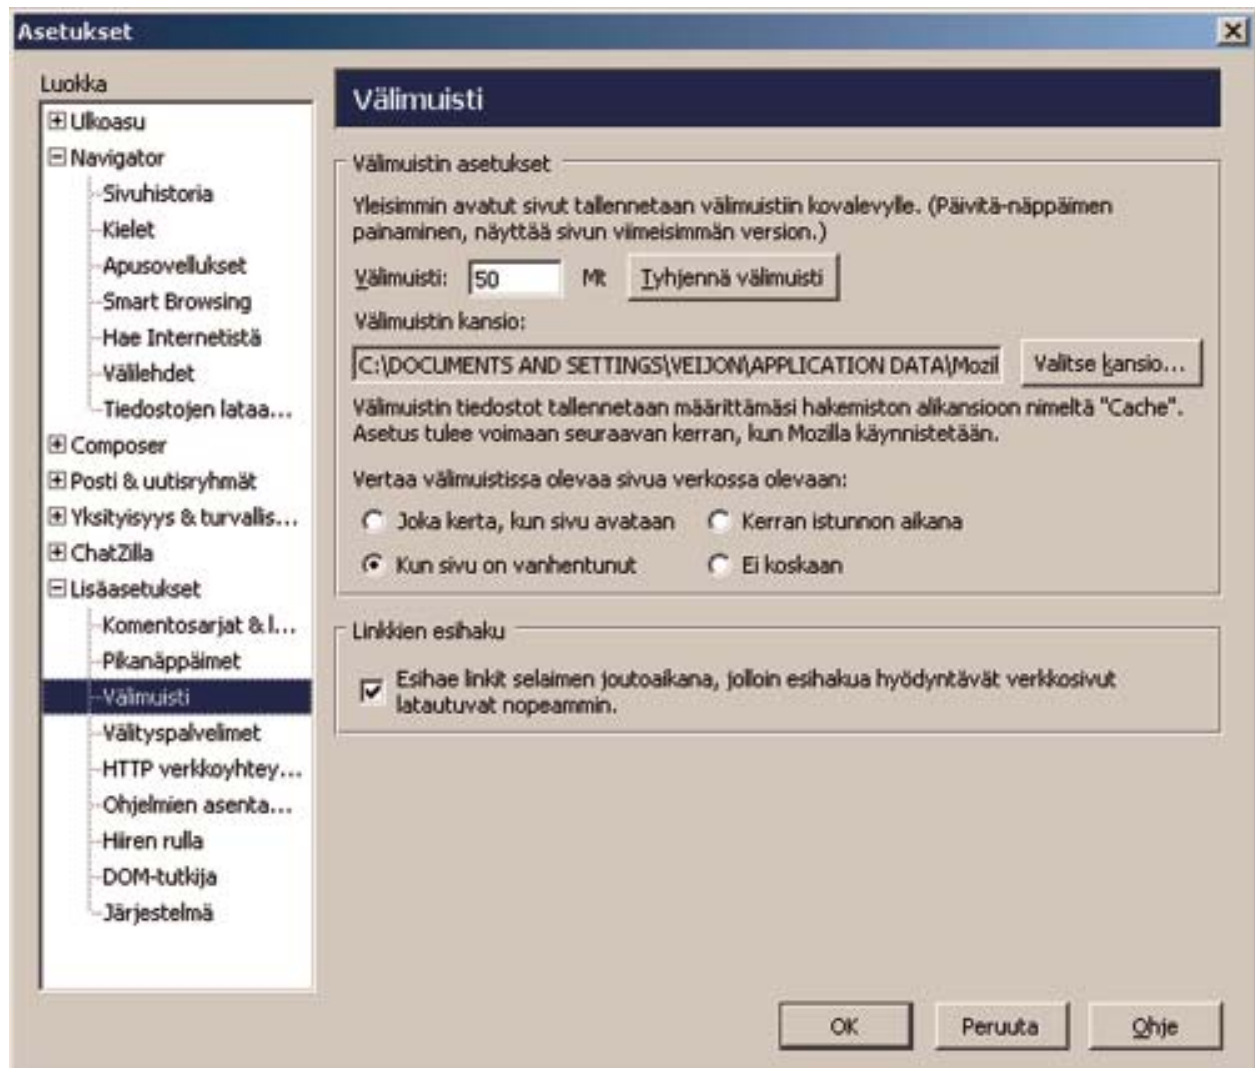 Asetukset
Luokka
Ulkoasu
Navigator
Sivuhistoria
Kielet
Apusovellukset
Smart Browsing
Hae Internetistä
Välilehdet
Tiedostojen lataa...
Composer
Posti & uutisryhmät
Yksityisyys & turvallis...
ChatZilla
Lisäasetukset
Komentosarjat & l...
Pikanäppäimet
Välimuisti
Välityspalvelimet
HTTP verkkoyhtey...
Ohjelmien asenta...
Hiiren rulla
DOM-tutkija
Järjestelmä
Välimuisti
Välimuistin asetukset
Yleisimmin avatut sivut tallennetaan välimuistiin kovalevylle. (Päivitä-näppäimen
painaminen, näyttää sivun viimeisimmän version.)
Välimuisti: 50 Mt Tyhjennä välimuisti
Välimuistin kansio:
C:\DOCUMENTS AND SETTINGS\VEIJON\APPLICATION DATA\Mozil Valitse kansio...
Välimuistin tiedostot tallennetaan määrittämäsi hakemiston alikansioon nimeltä "Cache".
Asetus tulee voimaan seuraavan kerran, kun Mozilla käynnistetään.
Vertaa välimuistissa olevaa sivua verkossa olevaan:
Joka kerta, kun sivu avataan Kerran istunnon aikana
Kun sivu on vanhentunut Ei koskaan
Linkkien esihaku
Esihae linkit selaimen joutoaikana, jolloin esihakua hyödyntävät verkkosivut
latautuvat nopeammin.
OK Peruuta Ohje